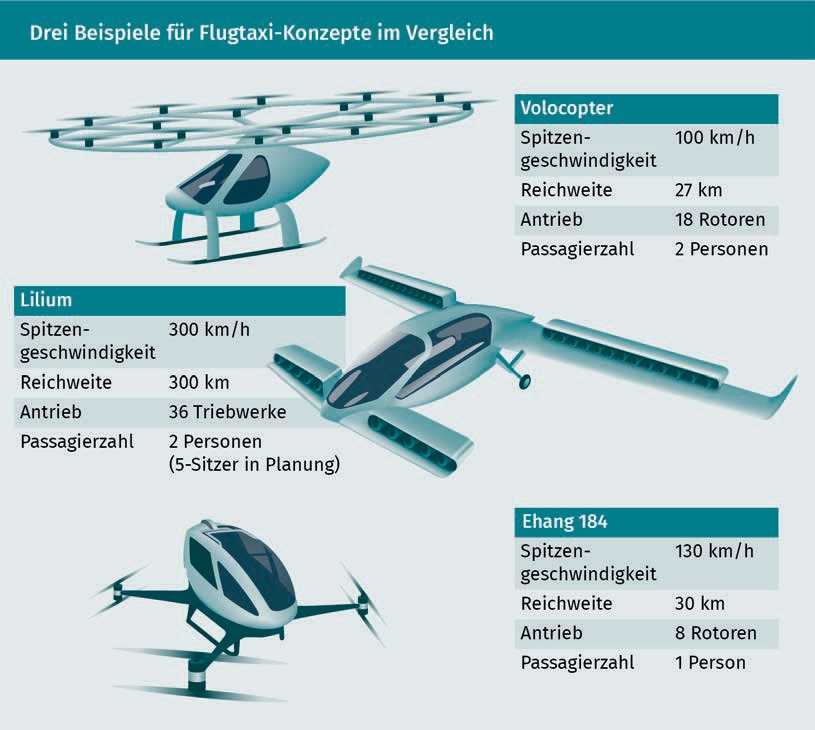 Drei Beispiele für Flugtaxi-Konzepte im Vergleich
Volocopter
Spitzen-
geschwindigkeit 100 km/h
Reichweite 27 km
Antrieb 18 Rotoren
Passagierzahl 2 Personen
Lilium
Spitzen-
geschwindigkeit 300 km/h
Reichweite 300 km
Antrieb 36 Triebwerke
Passagierzahl 2 Personen
(5-Sitzer in Planung)
Ehang 184
Spitzen-
geschwindigkeit 130 km/h
Reichweite 30 km
Antrieb 8 Rotoren
Passagierzahl 1 Person